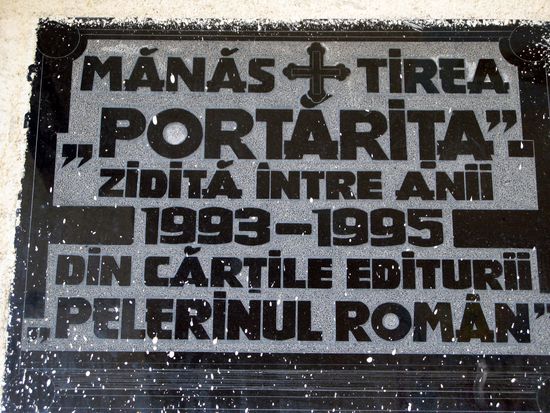 MĂNĂS TIREA
„PORTĂRIȚA”-
ZIDITĂ ÎNTRE ANII
1993-1995
DIN CĂRȚILE EDITURII
„PELERINUL ROMÂN”